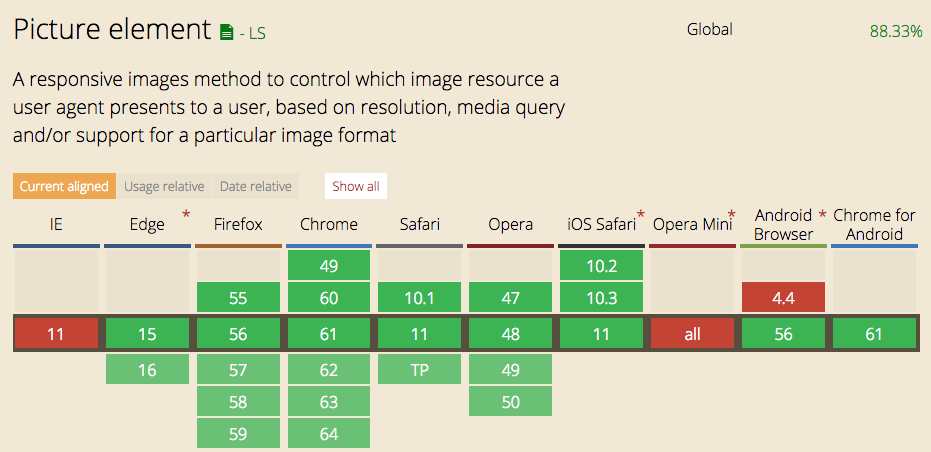 Picture element - LS
Global 88.33%
A responsive images method to control which image resource a
user agent presents to a user, based on resolution, media query
and/or support for a particular image format
Current aligned Usage relative Date relative Show all
IE Edge * Firefox Chrome Safari Opera iOS Safari * Opera Mini * Android Browser * Chrome for Android
49 10.2
55 60 10.1 47 10.3 4.4
11 15 56 61 11 48 11 all 56 61
16 57 62 TP 49
58 63 50
59 64